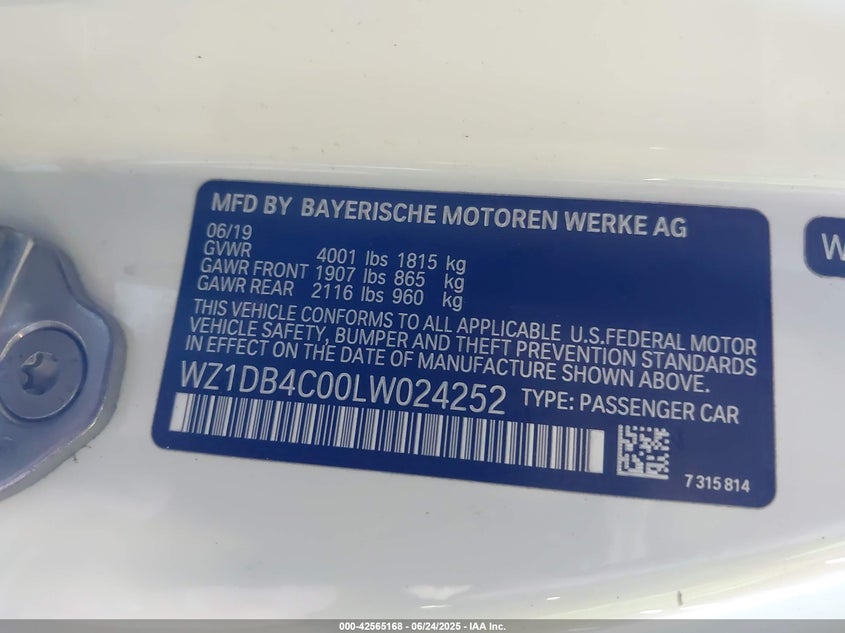 MFD BY BAYERISCHE MOTOREN WERKE AG
06/19
GVWR 4001 lbs 1815 kg
GAWR FRONT 1907 lbs 865 kg
GAWR REAR 2116 lbs 960 kg
THIS VEHICLE CONFORMS TO ALL APPLICABLE U.S.FEDERAL MOTOR
VEHICLE SAFETY, BUMPER AND THEFT PREVENTION STANDARDS
IN EFFECT ON THE DATE OF MANUFACTURE SHOWN ABOVE.
WZ1DB4C00LW024252 TYPE: PASSENGER CAR
7 315 814
W
000-42565168 - 06/24/2025 - IAA Inc.